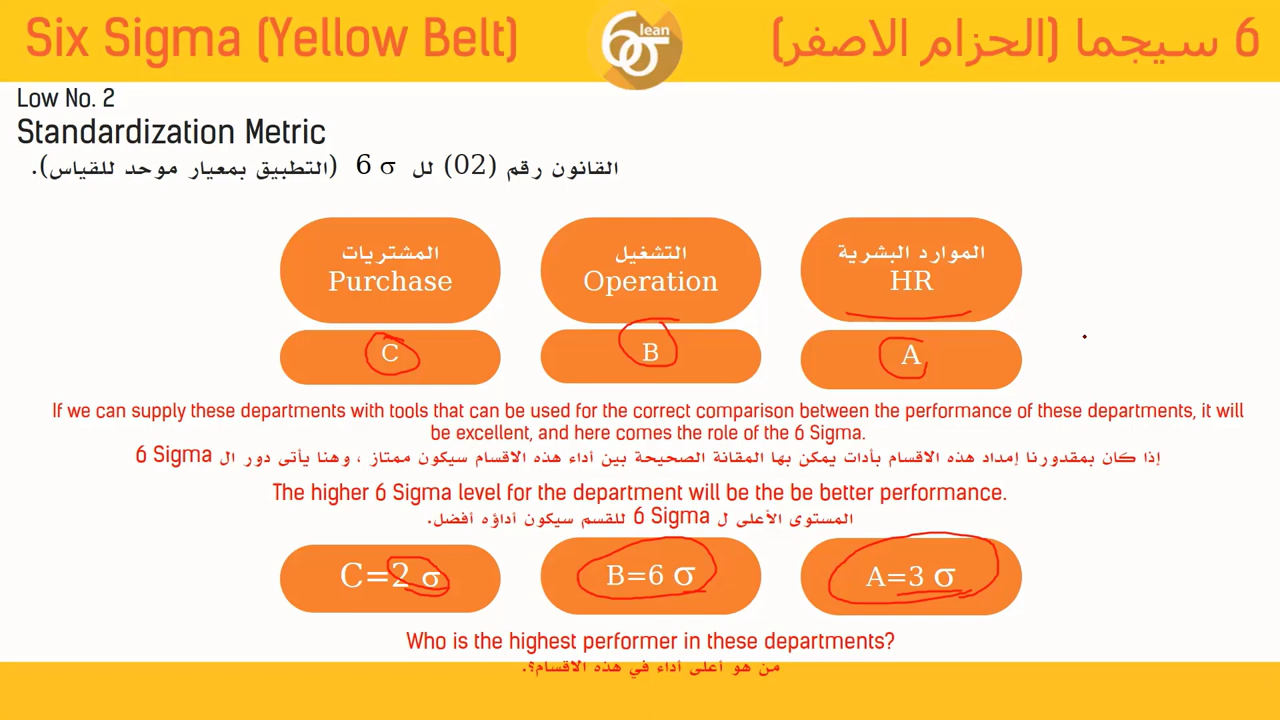 Six Sigma (Yellow Belt)
6σ lean
6 سيجما (الحزام الاصفر)
Low No. 2
Standardization Metric
القانون رقم (02) لل 6 σ (التطبيق بمعيار موحد للقياس).
المشتريات
Purchase
التشغيل
Operation
الموارد البشرية
HR
C
B
A
If we can supply these departments with tools that can be used for the correct comparison between the performance of these departments, it will
be excellent, and here comes the role of the 6 Sigma.
إذا كان بمقدورنا إمداد هذه الاقسام بأدات يمكن بها المقانة الصحيحة بين أداء هذه الاقسام سيكون ممتاز ، وهنا يأتى دور ال 6 Sigma
The higher 6 Sigma level for the department will be the be better performance.
المستوى الأعلى ل 6 Sigma للقسم سيكون أداؤه أفضل.
C=2 σ
B=6 σ
A=3 σ
Who is the highest performer in these departments?
من هو أعلى أداء في هذه الاقسام؟.